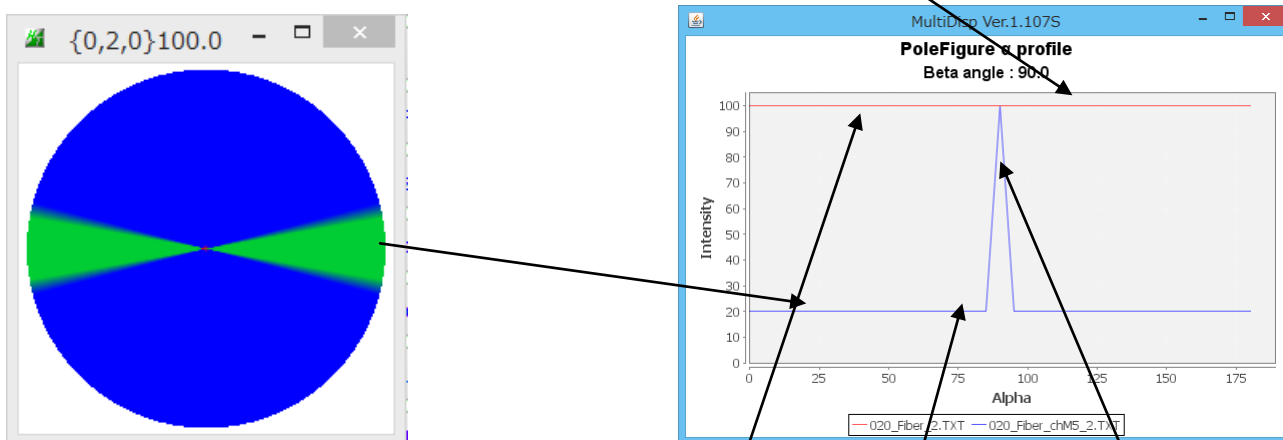 {0,2,0}100.0
MultiDisp Ver.1.107S
PoleFigure α profile
Beta angle : 90.0
Intensity
100
90
80
70
60
50
40
30
20
10
0
0 25 50 75 100 125 150 175
Alpha
020_Fiber_2.TXT 020_Fiber_chM5_2.TXT